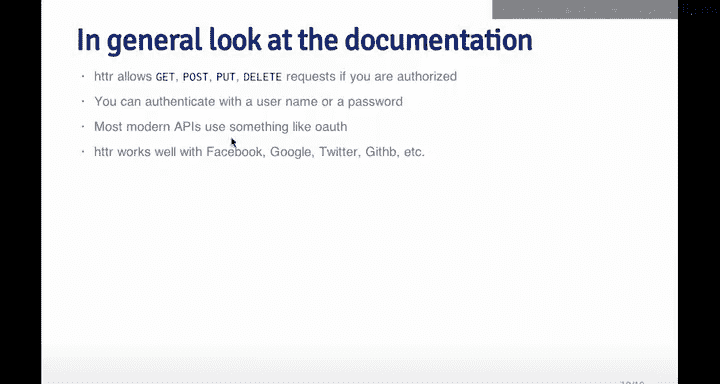 In general look at the documentation
· httr allows GET, POST, PUT, DELETE requests if you are authorized
· You can authenticate with a user name or a password
· Most modern APIs use something like oauth
· httr works well with Facebook, Google, Twitter, Githb, etc.